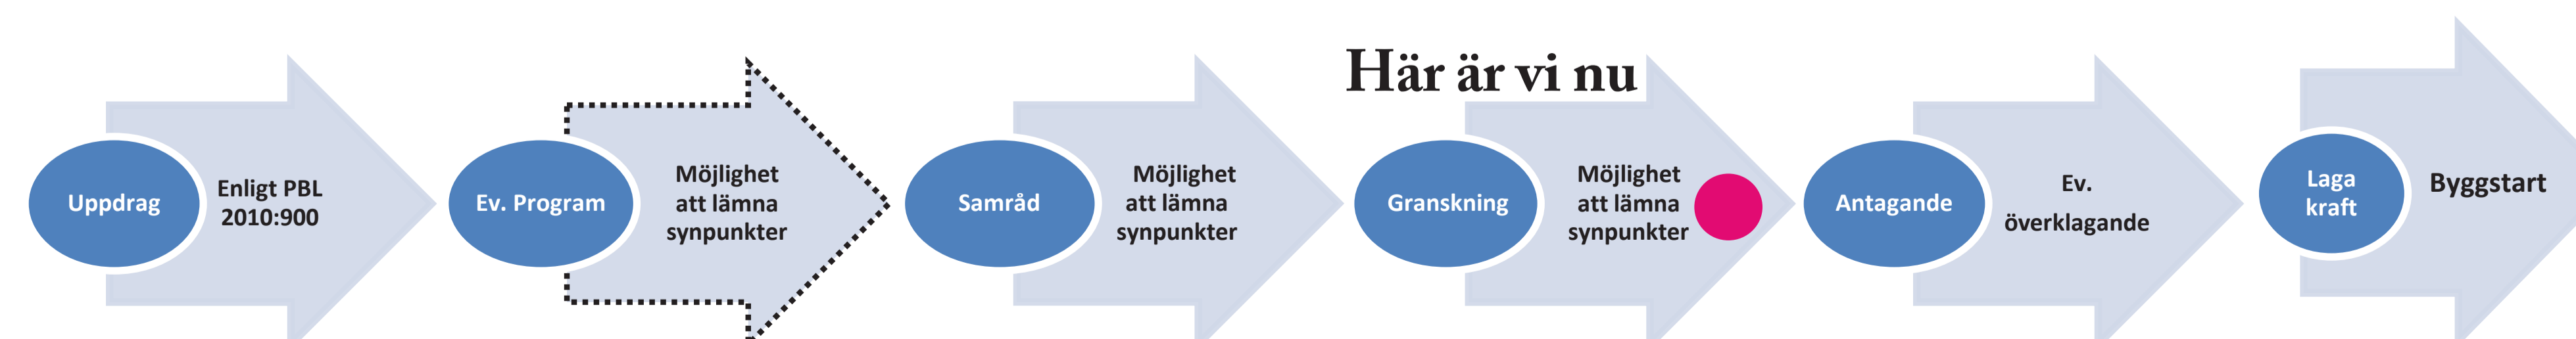 Här är vi nu
Uppdrag
Enligt PBL
2010:900
Ev. Program
Möjlighet
att lämna
synpunkter
Samråd
Möjlighet
att lämna
synpunkter
Granskning
Möjlighet
att lämna
synpunkter
Antagande
Ev.
överklagande
Laga
kraft
Byggstart